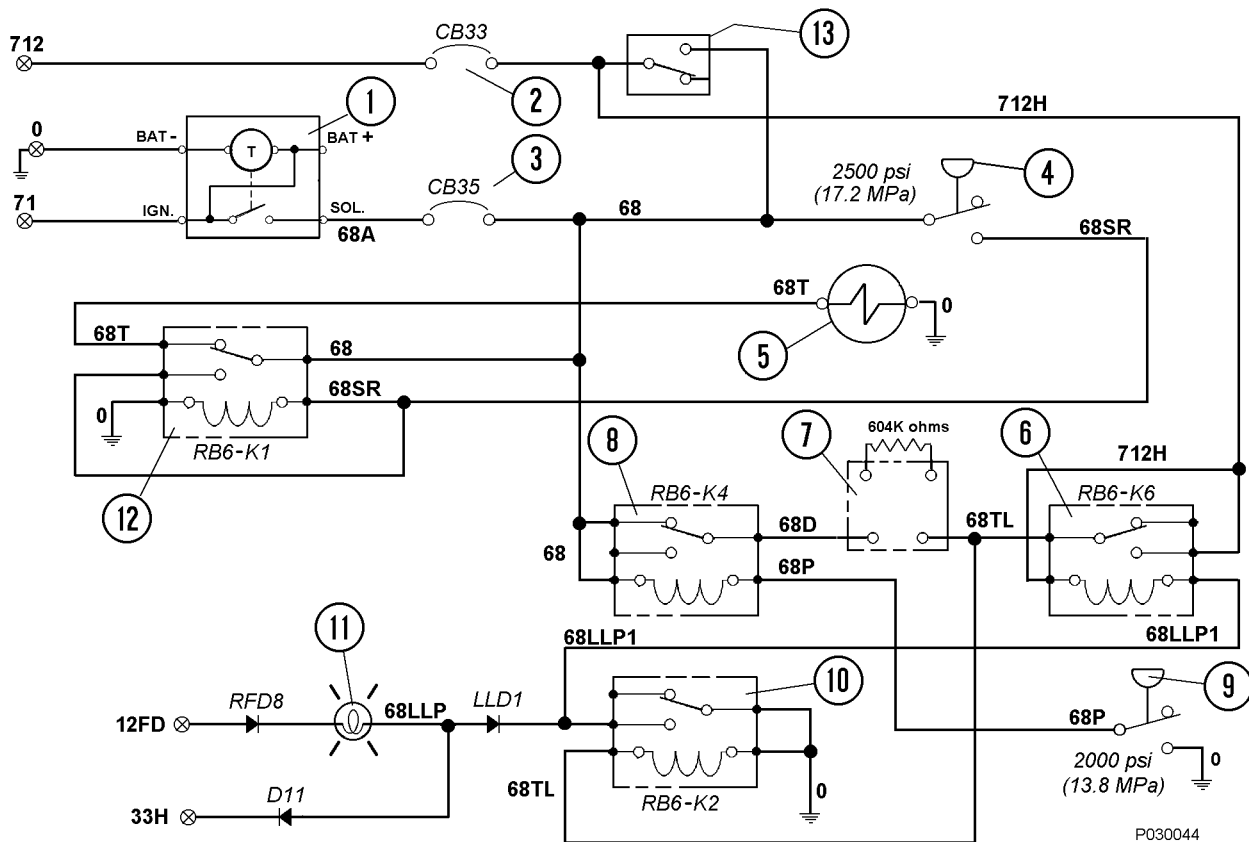 712
CB33
13
1
2
712H
0
BAT -
T
BAT +
3
CB35
2500 psi
(17.2 MPa)
4
71
IGN.
SOL.
68A
68
68SR
68T
0
5
68T
68
0
68SR
RB6-K1
12
8
7
604K ohms
6
712H
RB6-K4
RB6-K6
68D
68TL
68
68P
11
68LLP1
68LLP1
10
9
RFD8
68LLP
LLD1
12FD
68P
2000 psi
(13.8 MPa)
0
68TL
0
RB6-K2
D11
33H
P030044